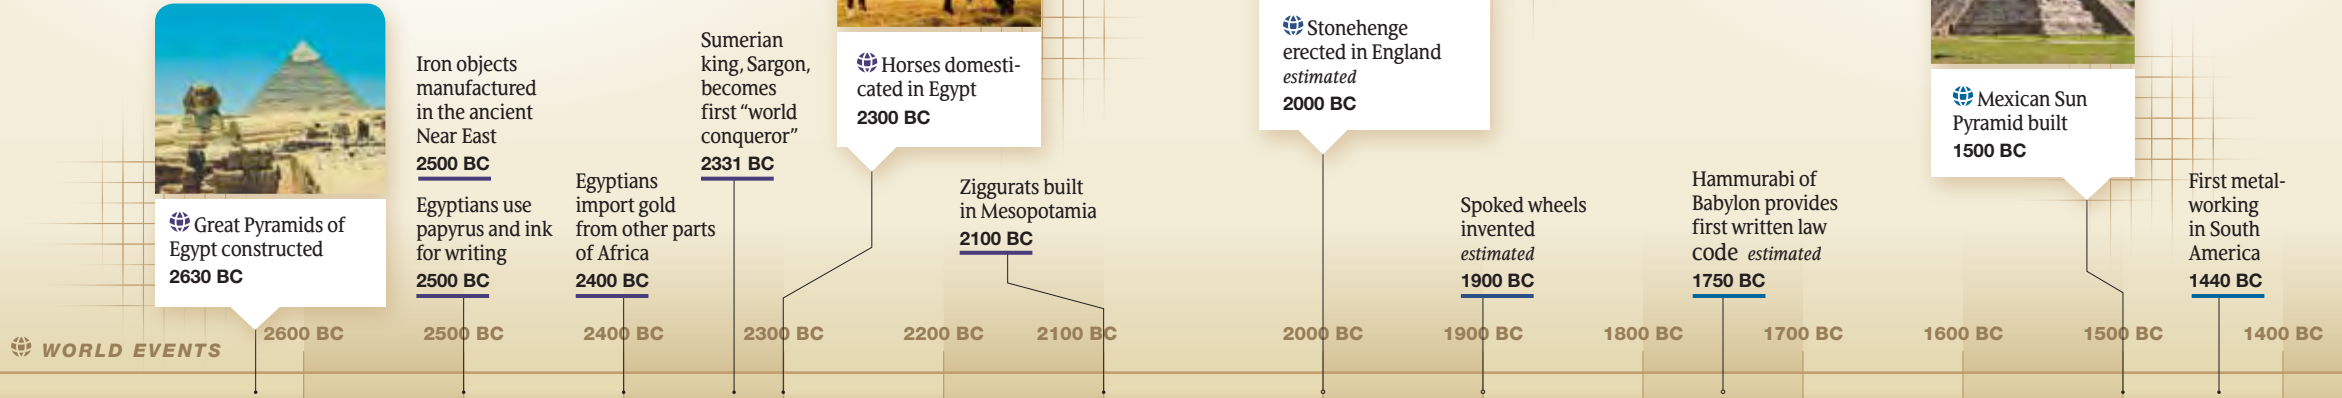 Great Pyramids of
Egypt constructed
2630 BC
Iron objects
manufactured
in the ancient
Near East
2500 BC
Egyptians use
papyrus and ink
for writing
2500 BC
Egyptians
import gold
from other parts
of Africa
2400 BC
Sumerian
king, Sargon,
becomes
first “world
conqueror”
2331 BC
Horses domesti-
cated in Egypt
2300 BC
Ziggurats built
in Mesopotamia
2100 BC
Stonehenge
erected in England
estimated
2000 BC
Spoked wheels
invented
estimated
1900 BC
Hammurabi of
Babylon provides
first written law
code estimated
1750 BC
Mexican Sun
Pyramid built
1500 BC
First metal-
working
in South
America
1440 BC
WORLD EVENTS
2600 BC
2500 BC
2400 BC
2300 BC
2200 BC
2100 BC
2000 BC
1900 BC
1800 BC
1700 BC
1600 BC
1500 BC
1400 BC